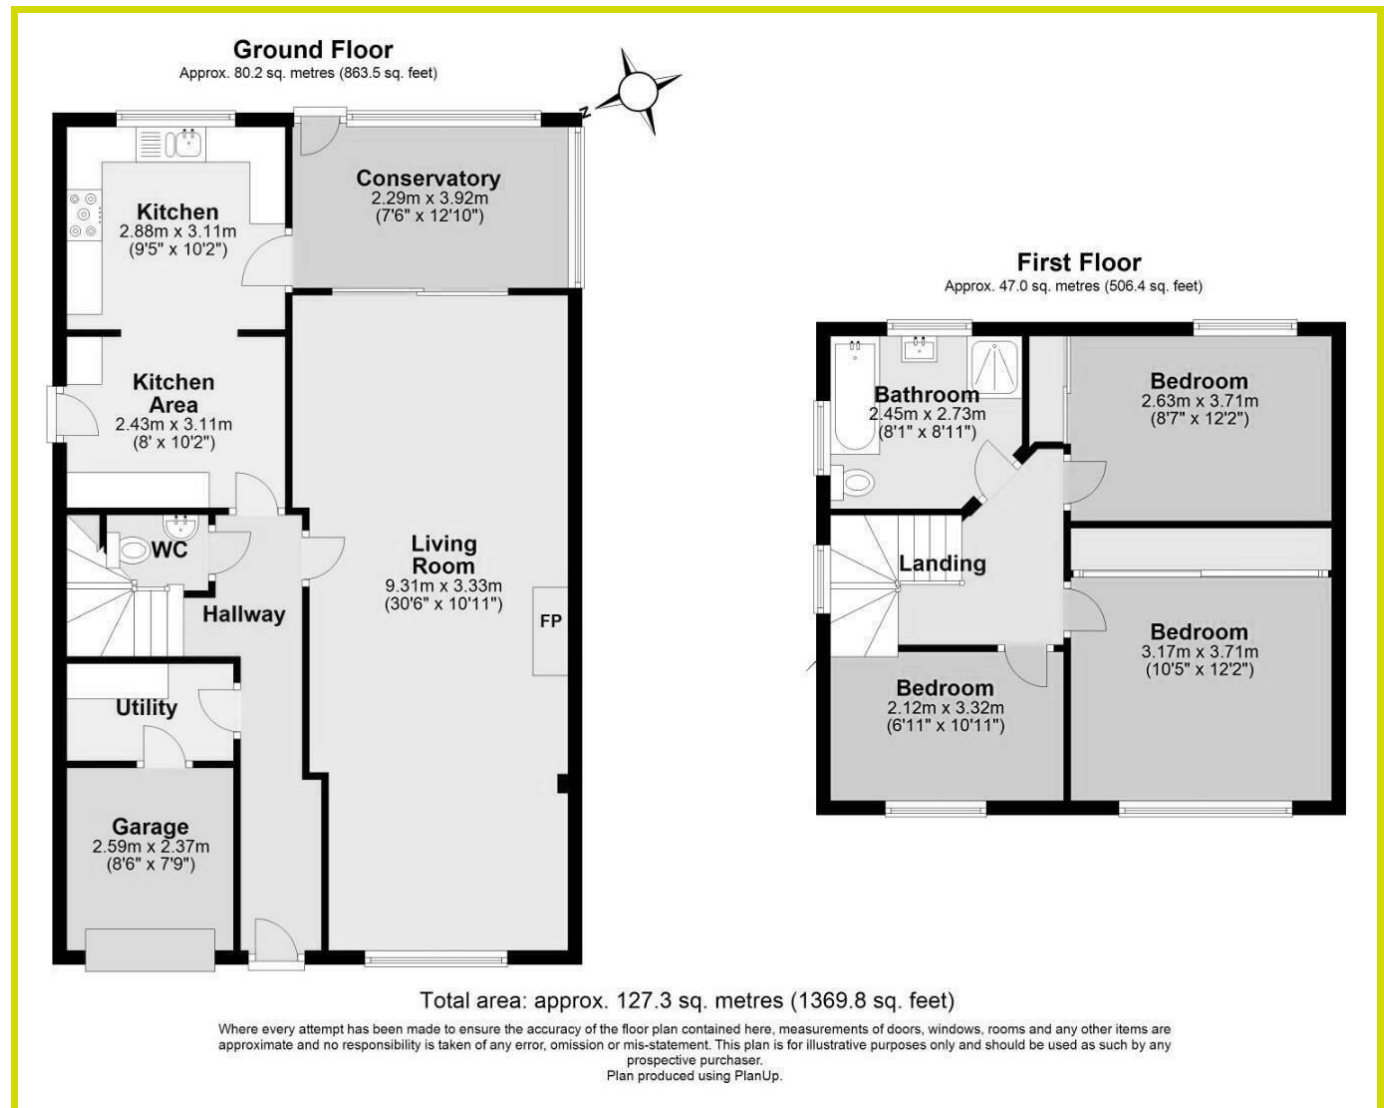 Ground Floor
Approx. 80.2 sq. metres (863.5 sq. feet)
N
Conservatory
2.29m x 3.92m
(7'6" x 12'10")
Kitchen
2.88m x 3.11m
(9'5" x 10'2")
Kitchen
Area
2.43m x 3.11m
(8' x 10'2")
WC
Living
Room
9.31m x 3.33m
(30'6" x 10'11")
FP
Hallway
Utility
Garage
2.59m x 2.37m
(8'6" x 7'9")
First Floor
Approx. 47.0 sq. metres (506.4 sq. feet)
Bathroom
2.45m x 2.73m
(8'1" x 8'11")
Bedroom
2.63m x 3.71m
(8'7" x 12'2")
Landing
Bedroom
3.17m x 3.71m
(10'5" x 12'2")
Bedroom
2.12m x 3.32m
(6'11" x 10'11")
Total area: approx. 127.3 sq. metres (1369.8 sq. feet)
Where every attempt has been made to ensure the accuracy of the floor plan contained here, measurements of doors, windows, rooms and any other items are
approximate and no responsibility is taken of any error, omission or mis-statement. This plan is for illustrative purposes only and should be used as such by any
prospective purchaser.
Plan produced using PlanUp.